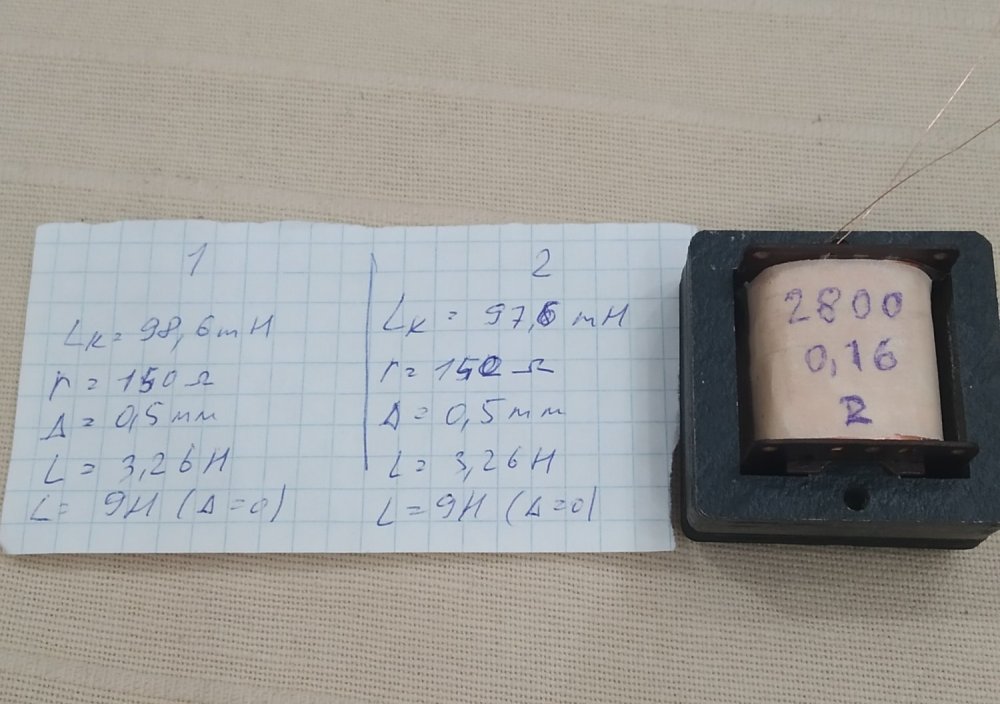 1
Lк = 98,6 mH
r = 150 Ω
Δ = 0,5 mm
L = 3,26 H
L = 9H (Δ=0)
2
Lк = 97,6 mH
r = 150 Ω
Δ = 0,5 mm
L = 3,26 H
L = 9H (Δ=0)
2800
0,16
2